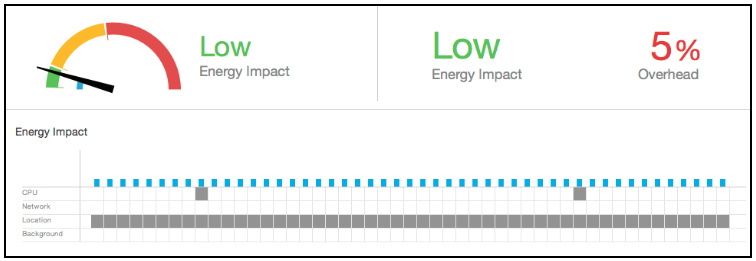 Low
Energy Impact
Low
Energy Impact
5%
Overhead
Energy Impact
CPU
Network
Location
Background